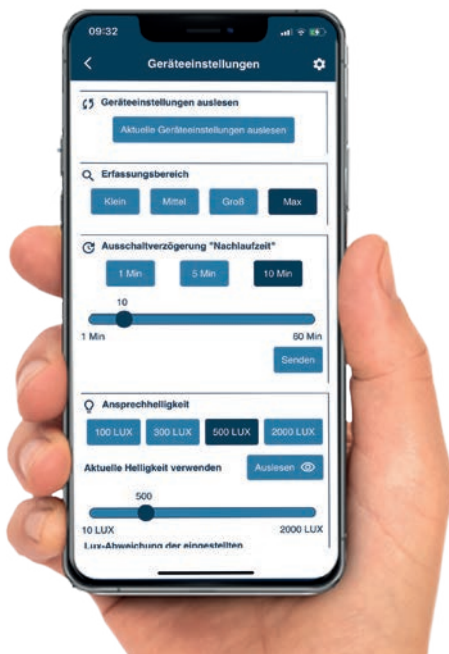 09:32
Geräteeinstellungen
Geräteeinstellungen auslesen
Aktuelle Geräteeinstellungen auslesen
Erfassungsbereich
Klein Mittel Groß Max
Ausschaltverzögerung "Nachlaufzeit"
1 Min 5 Min 10 Min
10
1 Min 60 Min
Senden
Ansprechhelligkeit
100 LUX 300 LUX 500 LUX 2000 LUX
Aktuelle Helligkeit verwenden Auslesen
500
10 LUX 2000 LUX
Lux-Abweichung der eingestellten